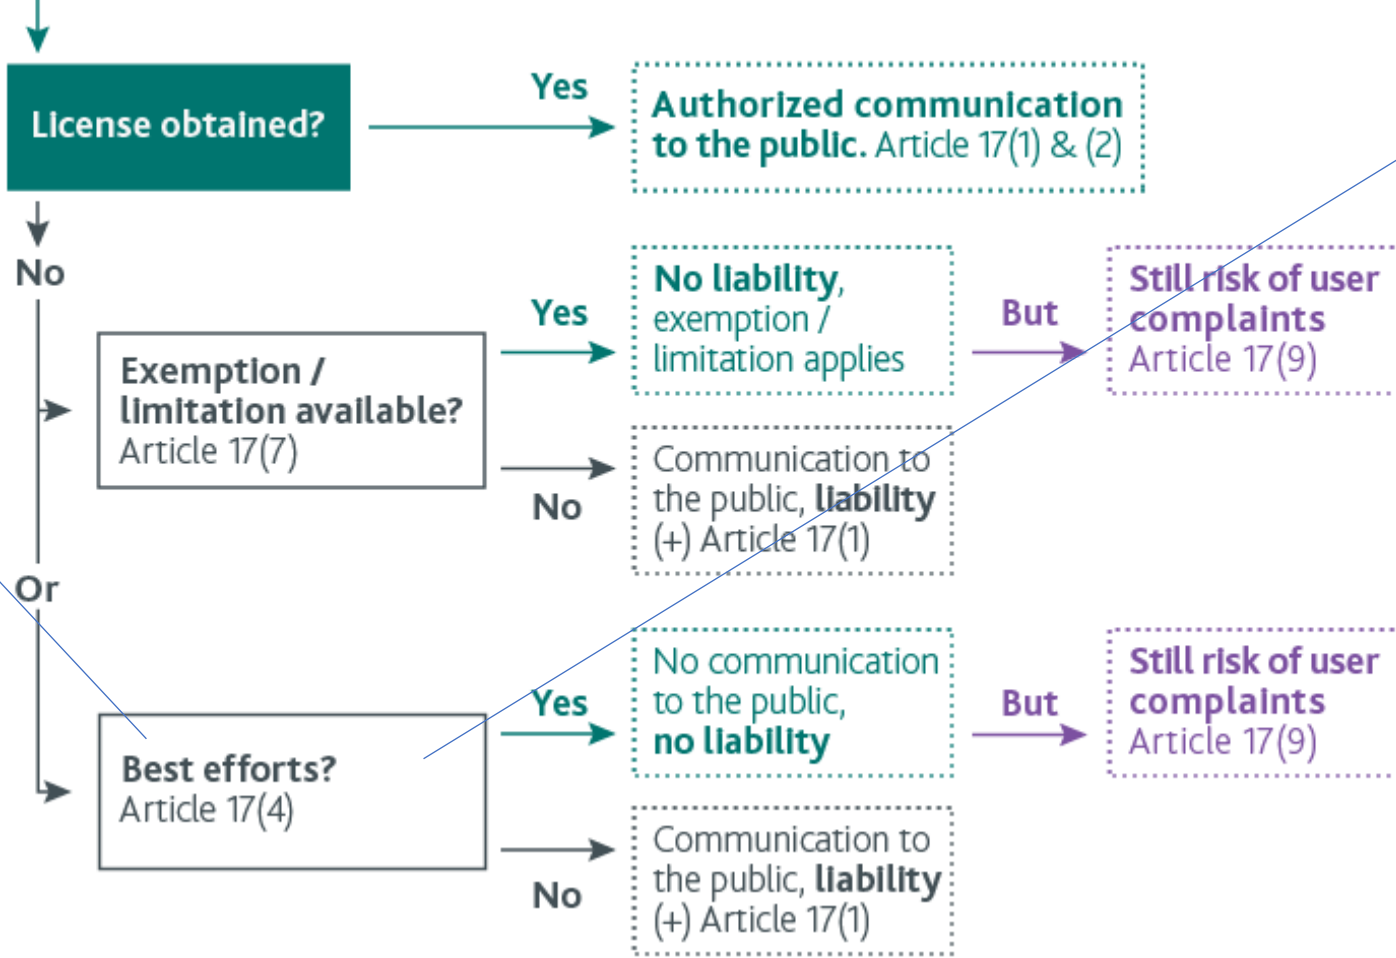 License obtained?
Yes
Authorized communication
to the public. Article 17(1) & (2)
No
Exemption /
limitation available?
Article 17(7)
Yes
No liability,
exemption /
limitation applies
But
Still risk of user
complaints
Article 17(9)
No
Communication to
the public, liability
(+) Article 17(1)
Or
Best efforts?
Article 17(4)
Yes
No communication
to the public,
no liability
But
Still risk of user
complaints
Article 17(9)
No
Communication to
the public, liability
(+) Article 17(1)